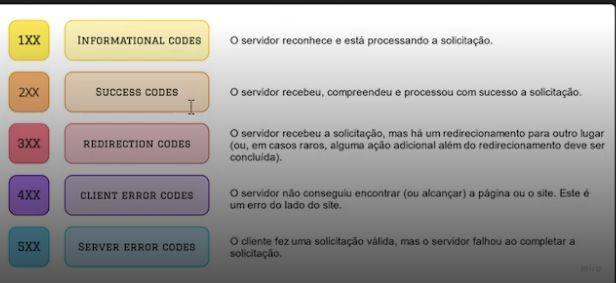 1XX INFORMATIONAL CODES O servidor reconhece e está processando a solicitação.
2XX SUCCESS CODES O servidor recebeu, compreendeu e processou com sucesso a solicitação.
3XX REDIRECTION CODES O servidor recebeu a solicitação, mas há um redirecionamento para outro lugar
(ou, em casos raros, alguma ação adicional além do redirecionamento deve ser
concluída).
4XX CLIENT ERROR CODES O servidor não conseguiu encontrar (ou alcançar) a página ou o site. Este é
um erro do lado do site.
5XX SERVER ERROR CODES O cliente fez uma solicitação válida, mas o servidor falhou ao completar a
solicitação.
miro